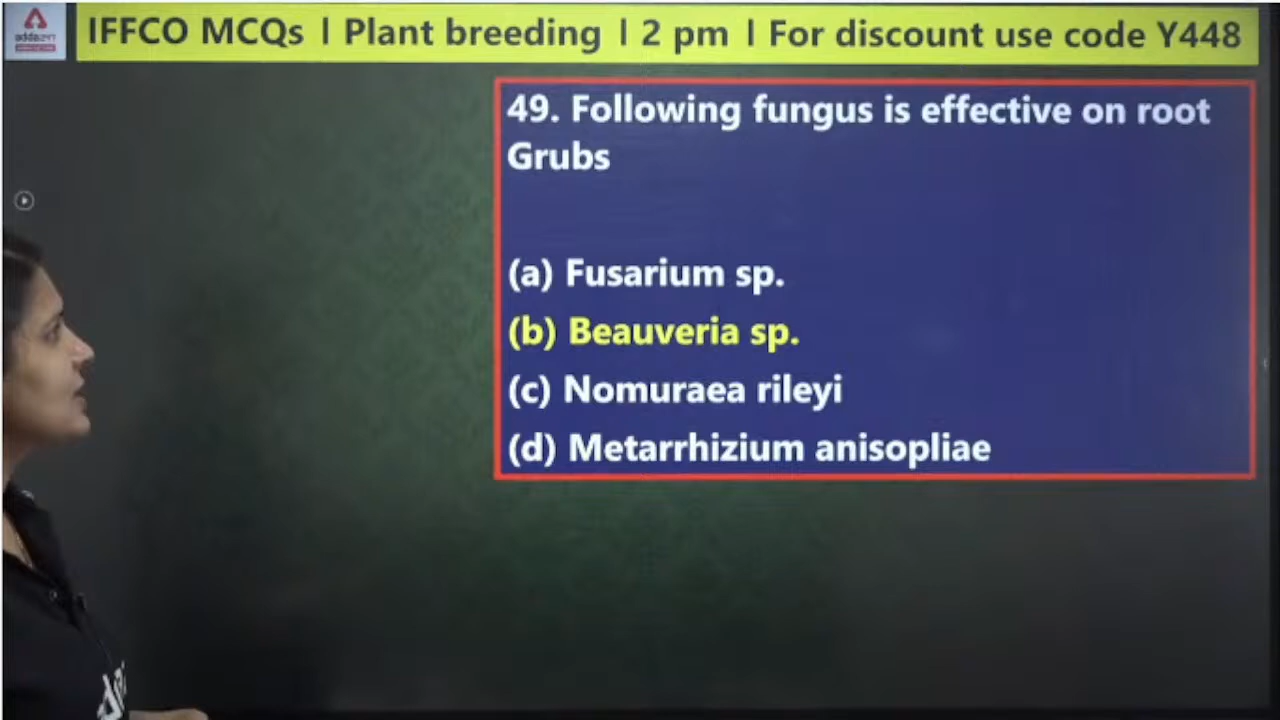 adda247
IFFCO MCQs I Plant breeding I 2 pm I For discount use code Y448
49. Following fungus is effective on root
Grubs
(a) Fusarium sp.
(b) Beauveria sp.
(c) Nomuraea rileyi
(d) Metarrhizium anisopliae